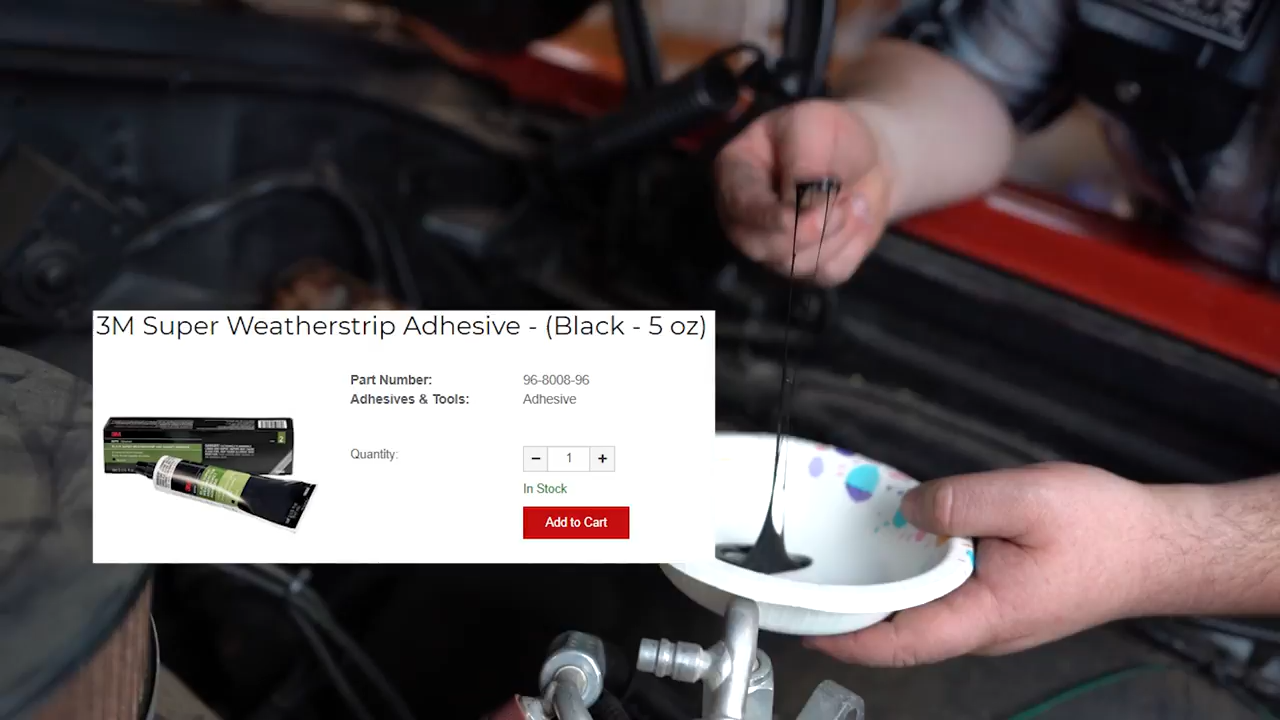 3M Super Weatherstrip Adhesive - (Black - 5 oz)
Part Number: 96-8008-96
Adhesives & Tools: Adhesive
Quantity: − 1 +
In Stock
Add to Cart
3M